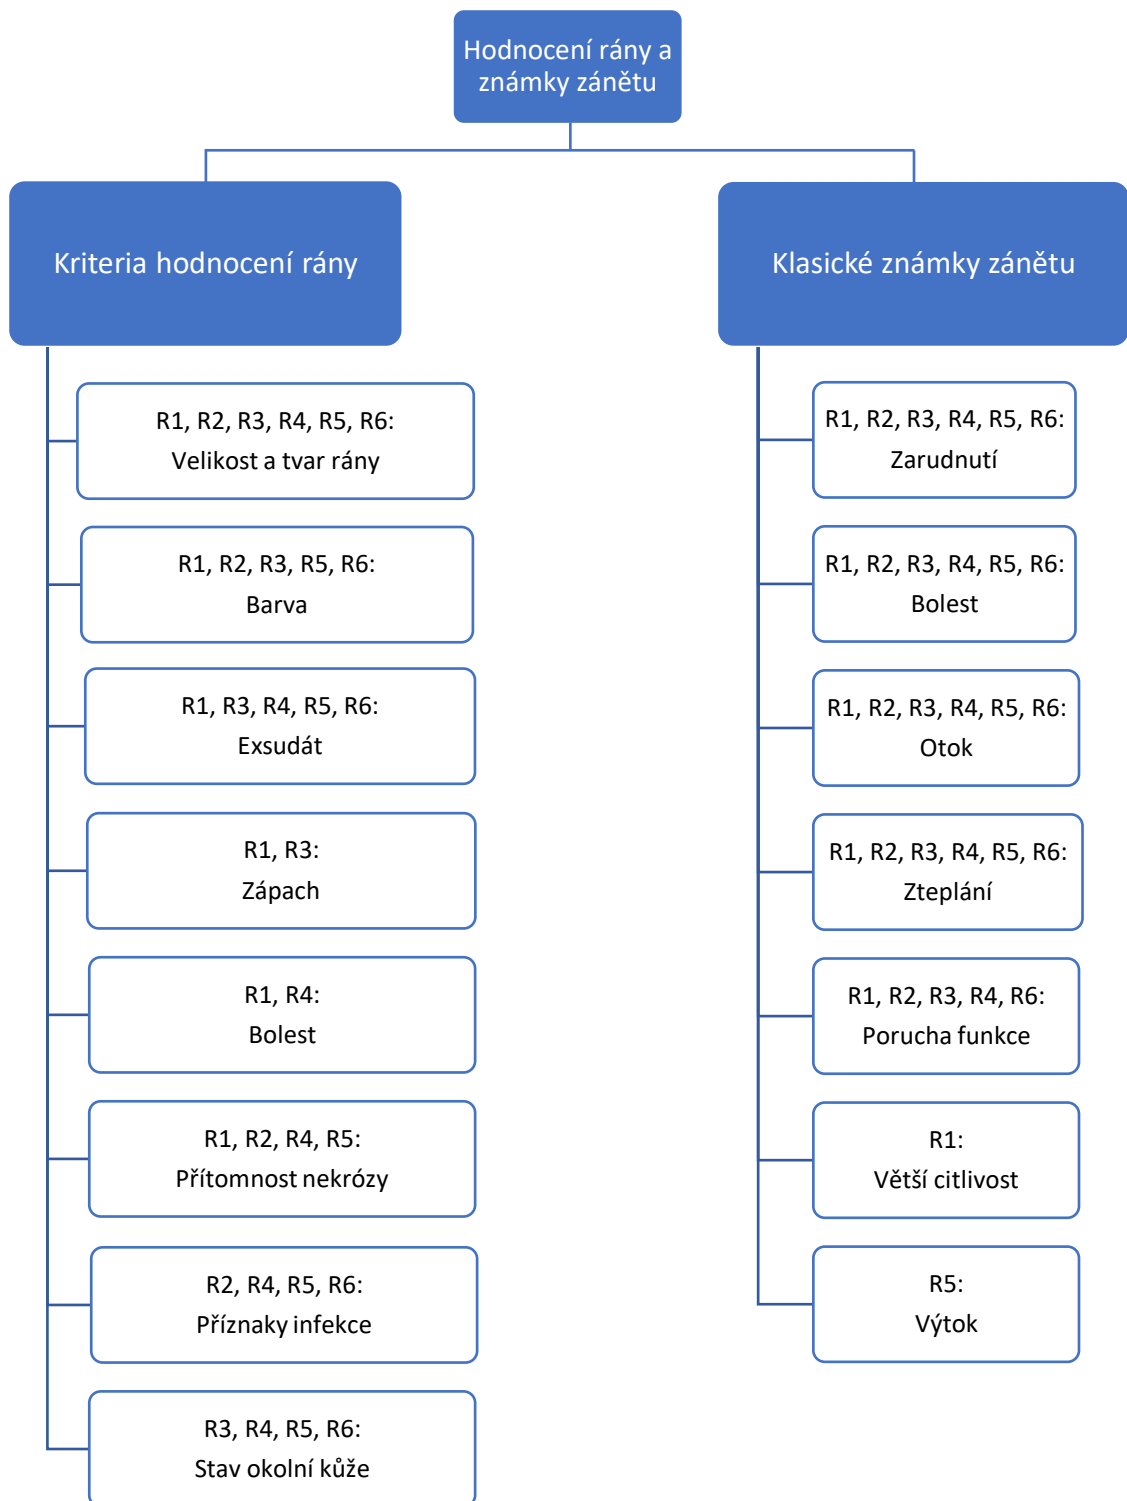 Hodnocení rány a
známky zánětu
Kriteria hodnocení rány
R1, R2, R3, R4, R5, R6:
Velikost a tvar rány
R1, R2, R3, R5, R6:
Barva
R1, R3, R4, R5, R6:
Exsudát
R1, R3:
Zápach
R1, R4:
Bolest
R1, R2, R4, R5:
Přítomnost nekrózy
R2, R4, R5, R6:
Příznaky infekce
R3, R4, R5, R6:
Stav okolní kůže
Klasické známky zánětu
R1, R2, R3, R4, R5, R6:
Zarudnutí
R1, R2, R3, R4, R5, R6:
Bolest
R1, R2, R3, R4, R5, R6:
Otok
R1, R2, R3, R4, R5, R6:
Zteplání
R1, R2, R3, R4, R6:
Porucha funkce
R1:
Větší citlivost
R5:
Výtok